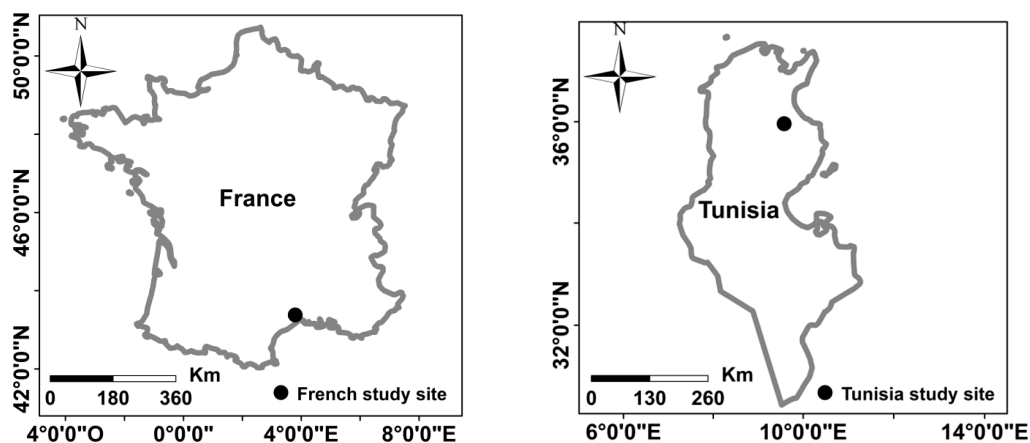 N
50°0'0"N
46°0'0"N
42°0'0"N
France
Km
0 180 360
French study site
4°0'0"O 0°0'0" 4°0'0"E 8°0'0"E
N
36°0'0"N
32°0'0"N
Tunisia
Km
0 130 260
Tunisia study site
6°0'0"E 10°0'0"E 14°0'0"E